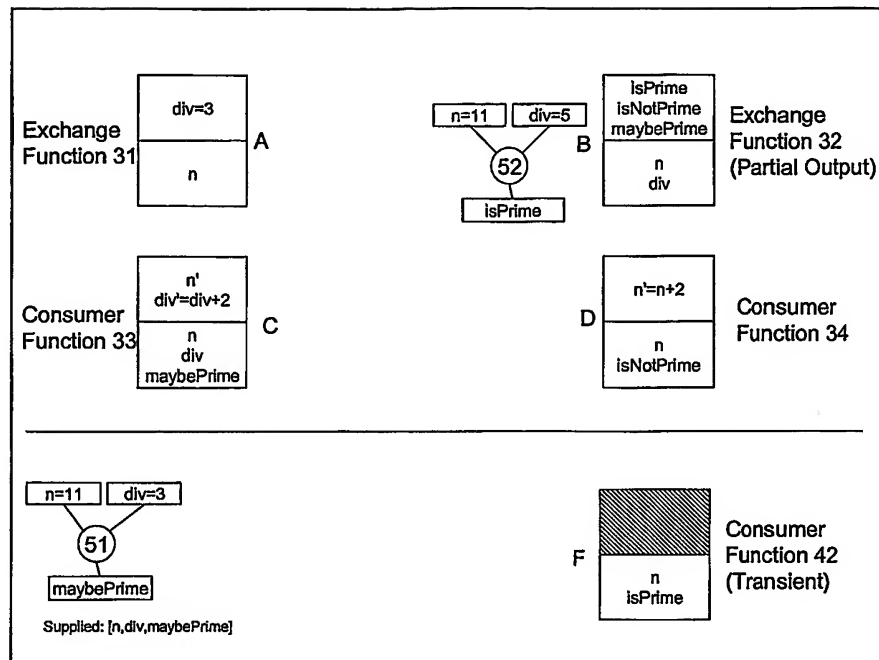 Exchange
Function 31
div=3
n
A
n=11
div=5
52
isPrime
B
isPrime
isNotPrime
maybePrime
n
div
Exchange
Function 32
(Partial Output)
Consumer
Function 33
n'
div'=div+2
n
div
maybePrime
C
D
n'=n+2
n
isNotPrime
Consumer
Function 34
n=11
div=3
51
maybePrime
Supplied: [n,div,maybePrime]
F
n
isPrime
Consumer
Function 42
(Transient)